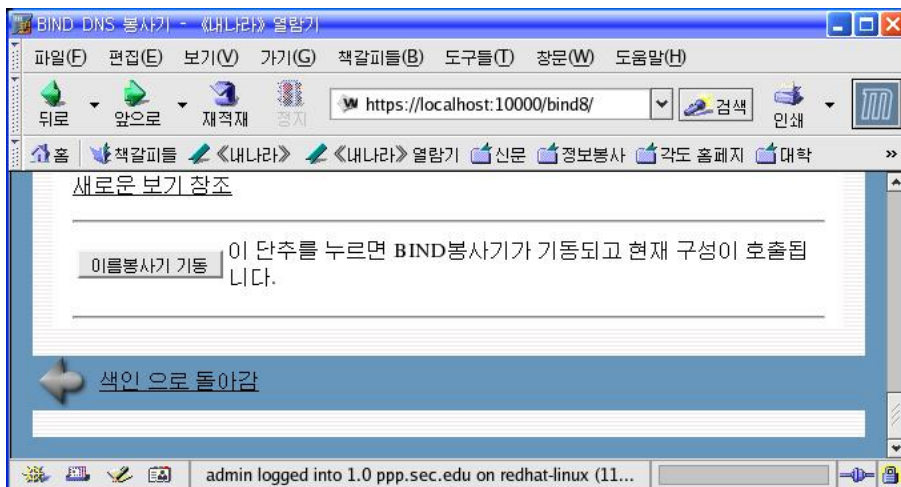 BIND DNS 봉사기 - 《내나라》 열람기
파일(F) 편집(E) 보기(V) 가기(G) 책갈피들(B) 도구들(T) 창문(W) 도움말(H)
뒤로 앞으로 재적재 정지 https://localhost:10000/bind8/ 검색 인쇄
홈 책갈피들 《내나라》 《내나라》 열람기 신문 정보봉사 각도 홈페지 대학 »
새로운 보기 창조
이름봉사기 기동 이 단추를 누르면 BIND봉사기가 기동되고 현재 구성이 호출됩
니다.
색인 으로 돌아감
admin logged into 1.0 ppp.sec.edu on redhat-linux (11...